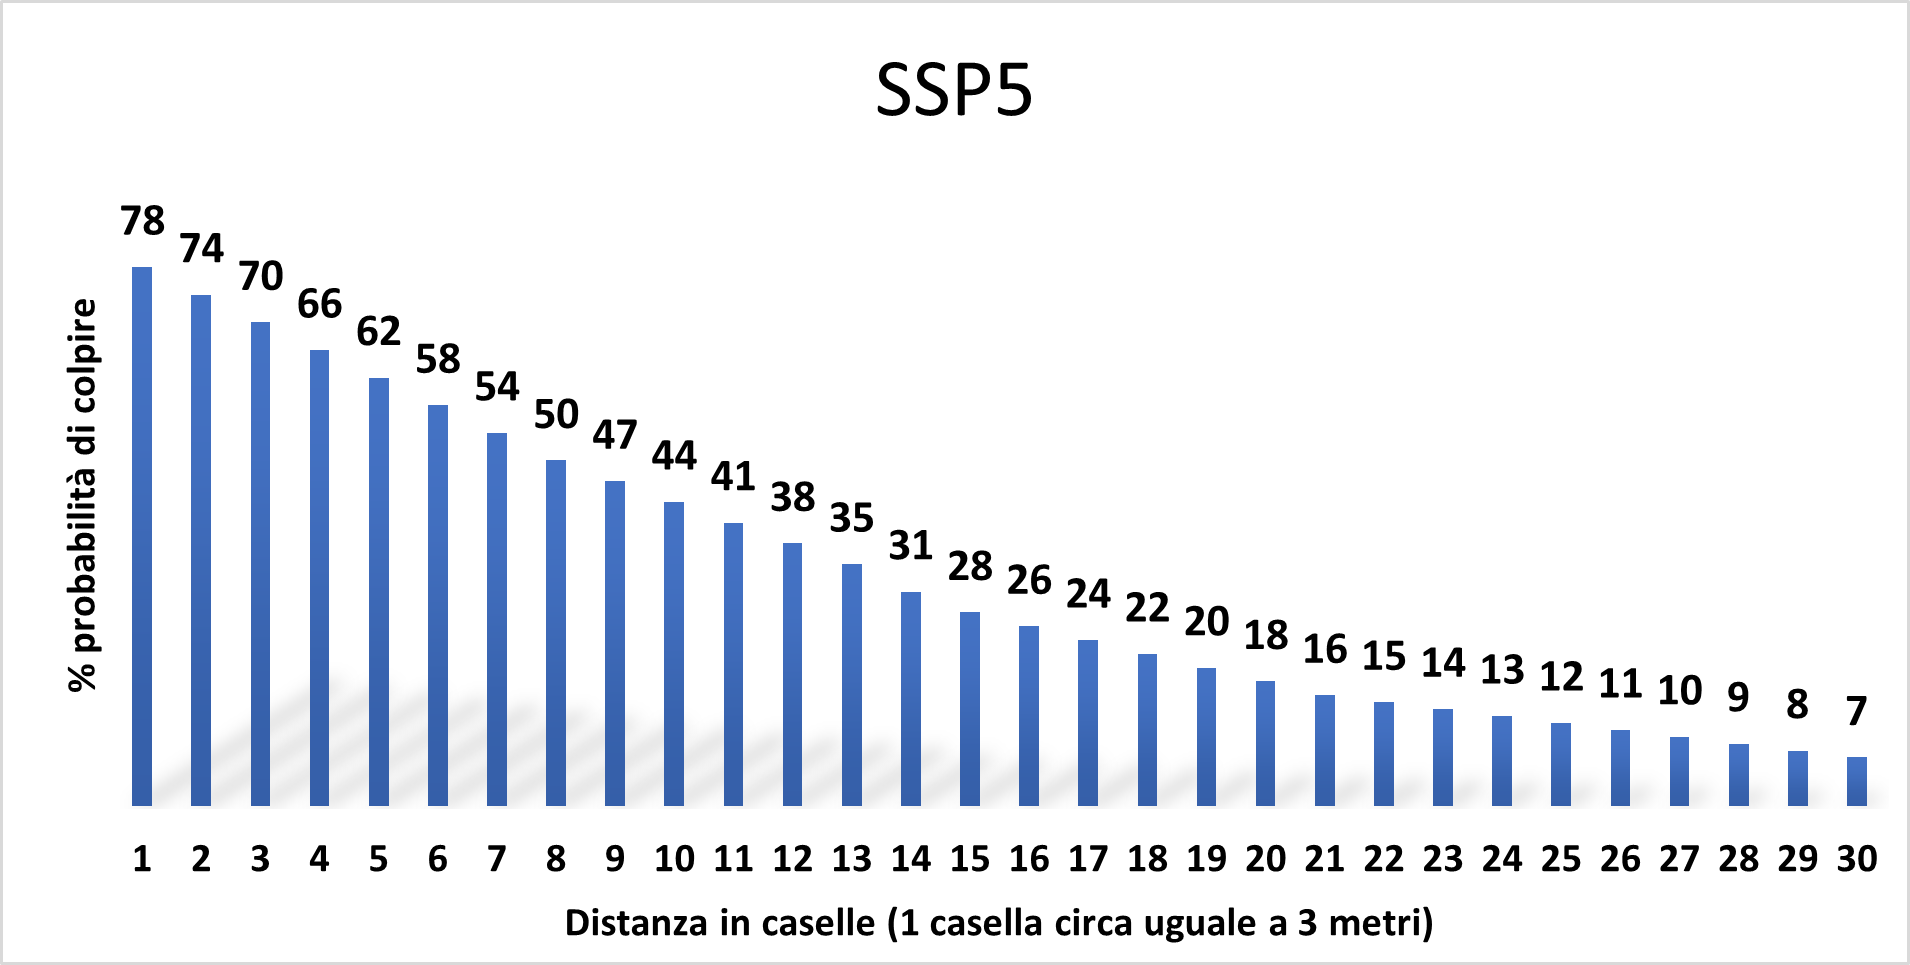 SSP5
78 74 70 66 62 58 54 50 47 44 41 38 35 31 28 26 24 22 20 18 16 15 14 13 12 11 10 9 8 7
% probabilità di colpire
1 2 3 4 5 6 7 8 9 10 11 12 13 14 15 16 17 18 19 20 21 22 23 24 25 26 27 28 29 30
Distanza in caselle (1 casella circa uguale a 3 metri)